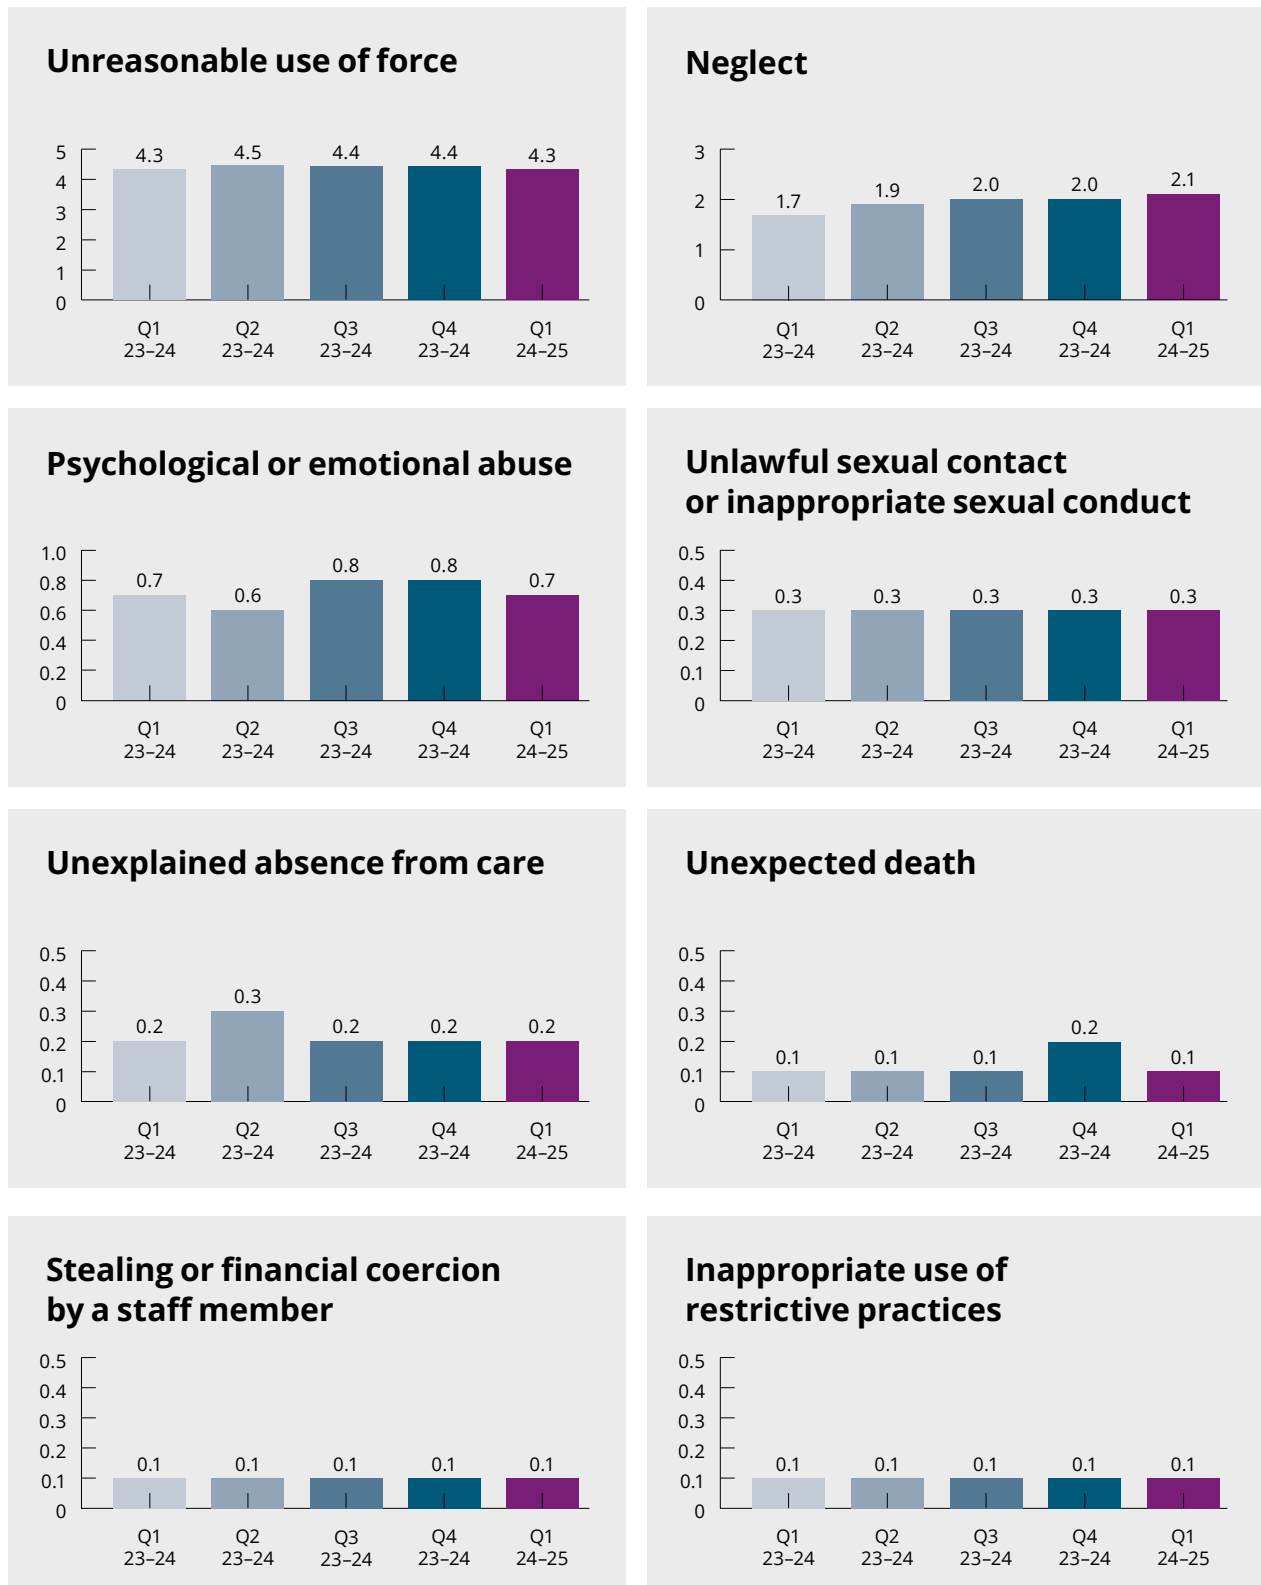 Unreasonable use of force
5
4
3
2
1
0
4.3
4.5
4.4
4.4
4.3
Q1
23–24
Q2
23–24
Q3
23–24
Q4
23–24
Q1
24–25
Neglect
3
2
1
0
1.7
1.9
2.0
2.0
2.1
Q1
23–24
Q2
23–24
Q3
23–24
Q4
23–24
Q1
24–25
Psychological or emotional abuse
1.0
0.8
0.6
0.4
0.2
0
0.7
0.6
0.8
0.8
0.7
Q1
23–24
Q2
23–24
Q3
23–24
Q4
23–24
Q1
24–25
Unlawful sexual contact
or inappropriate sexual conduct
0.5
0.4
0.3
0.2
0.1
0
0.3
0.3
0.3
0.3
0.3
Q1
23–24
Q2
23–24
Q3
23–24
Q4
23–24
Q1
24–25
Unexplained absence from care
0.5
0.4
0.3
0.2
0.1
0
0.2
0.3
0.2
0.2
0.2
Q1
23–24
Q2
23–24
Q3
23–24
Q4
23–24
Q1
24–25
Unexpected death
0.5
0.4
0.3
0.2
0.1
0
0.1
0.1
0.1
0.2
0.1
Q1
23–24
Q2
23–24
Q3
23–24
Q4
23–24
Q1
24–25
Stealing or financial coercion
by a staff member
0.5
0.4
0.3
0.2
0.1
0
0.1
0.1
0.1
0.1
0.1
Q1
23–24
Q2
23–24
Q3
23–24
Q4
23–24
Q1
24–25
Inappropriate use of
restrictive practices
0.5
0.4
0.3
0.2
0.1
0
0.1
0.1
0.1
0.1
0.1
Q1
23–24
Q2
23–24
Q3
23–24
Q4
23–24
Q1
24–25